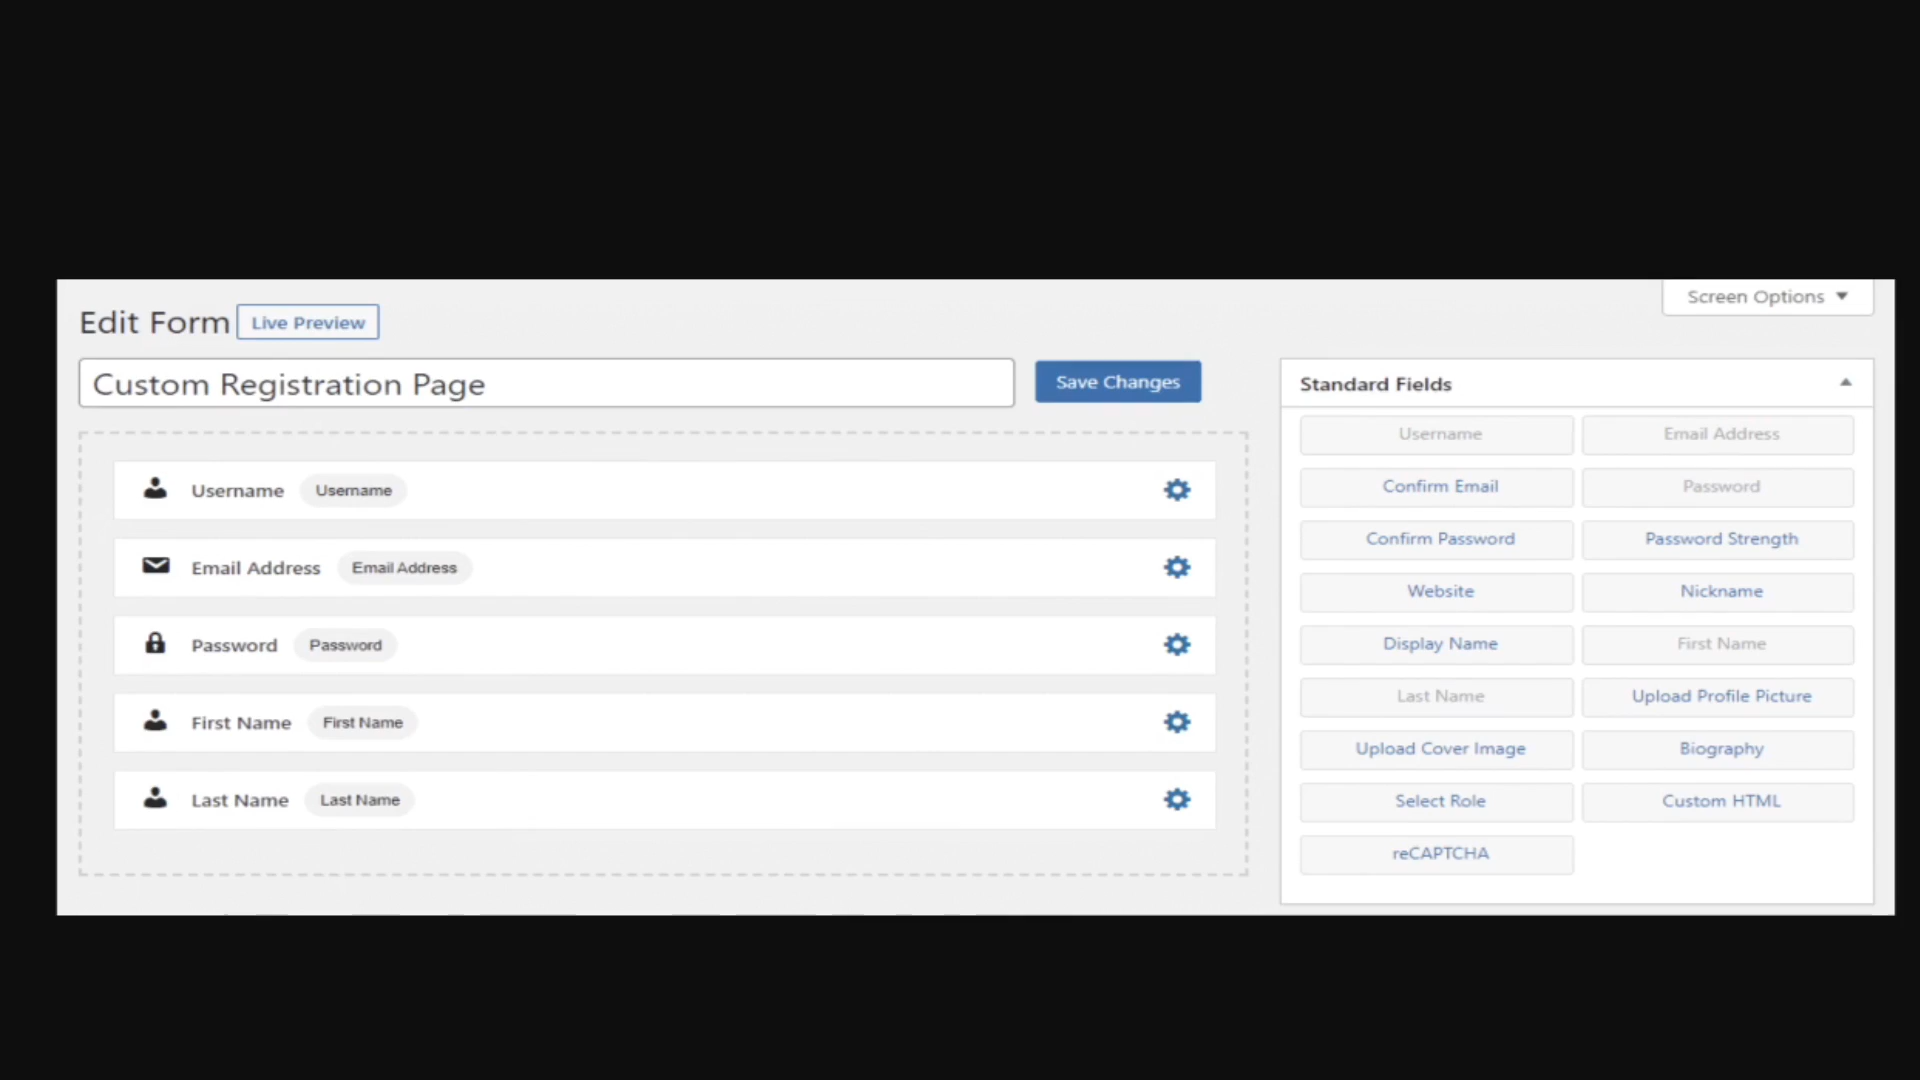 Screen Options
Edit Form Live Preview
Custom Registration Page Save Changes
Username Username
Email Address Email Address
Password Password
First Name First Name
Last Name Last Name
Standard Fields
Username Email Address
Confirm Email Password
Confirm Password Password Strength
Website Nickname
Display Name First Name
Last Name Upload Profile Picture
Upload Cover Image Biography
Select Role Custom HTML
reCAPTCHA